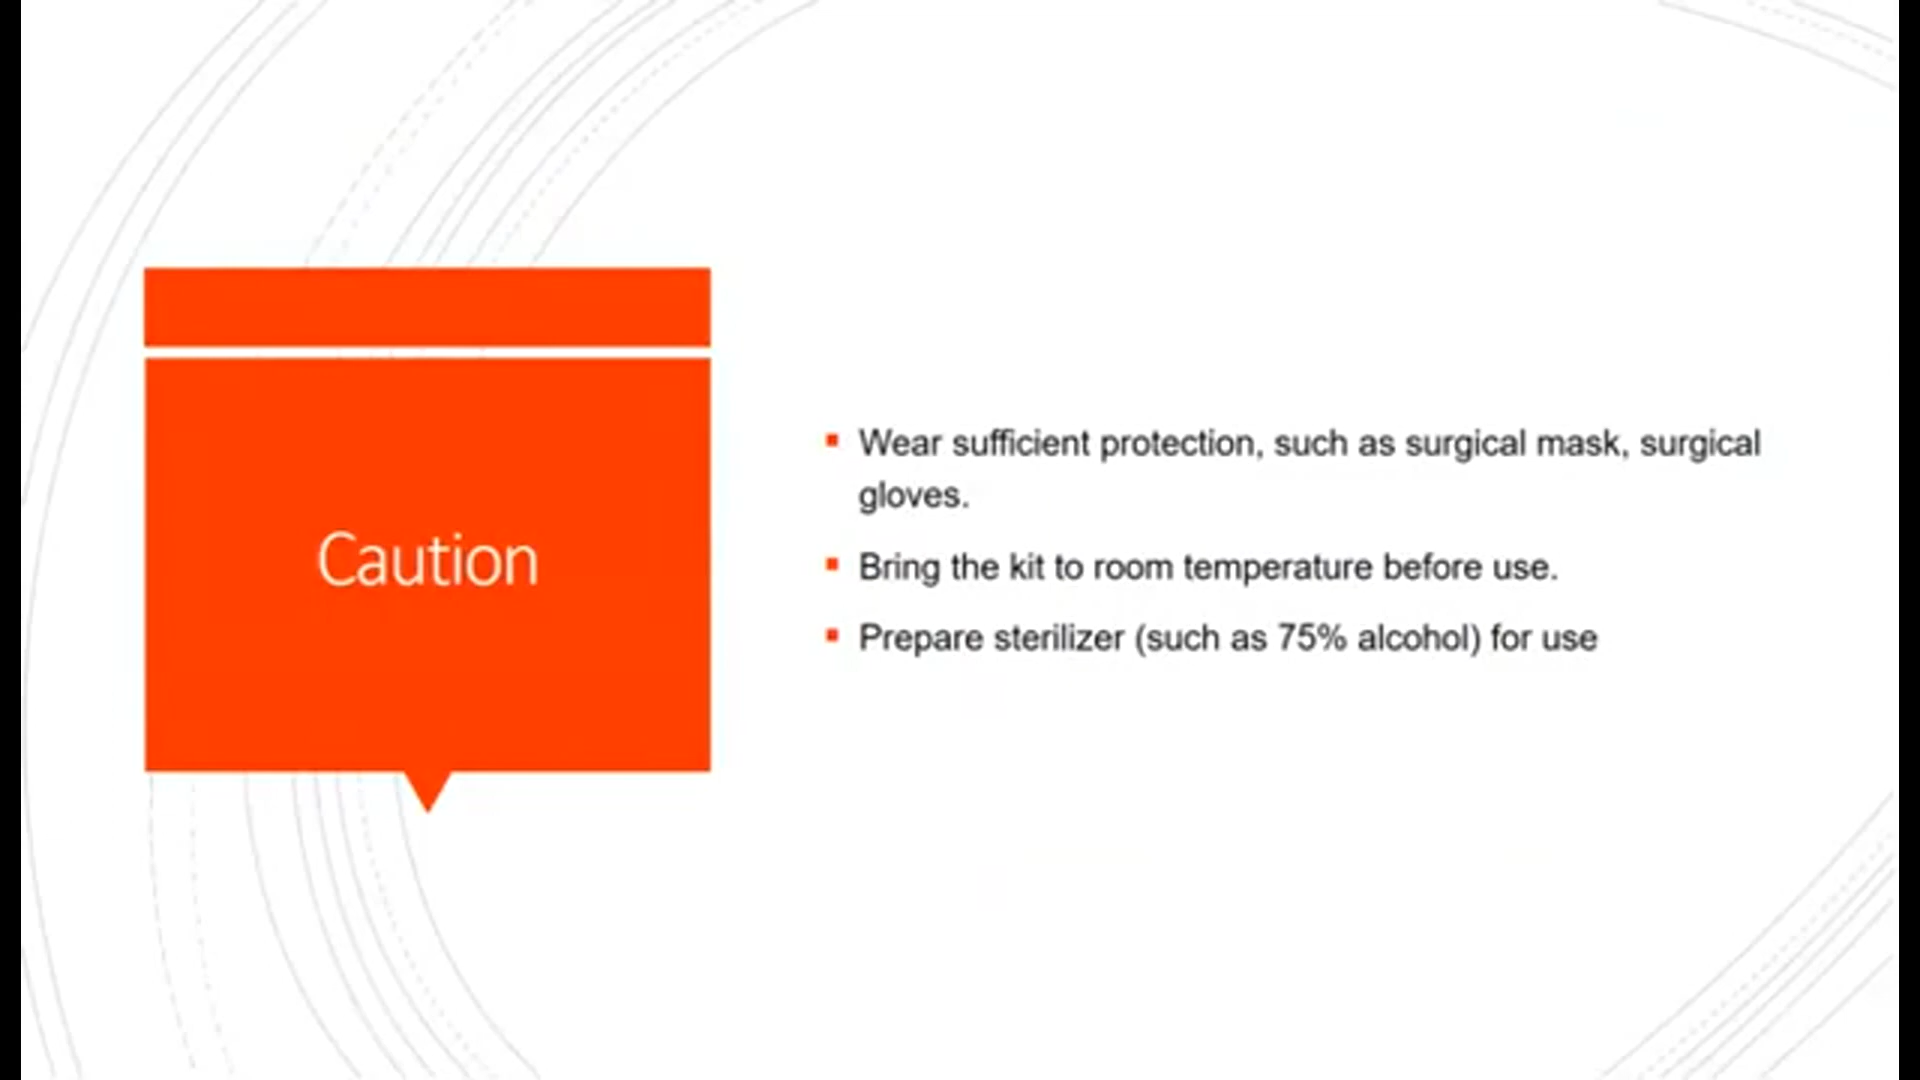 Caution
Wear sufficient protection, such as surgical mask, surgical
gloves.
Bring the kit to room temperature before use.
Prepare sterilizer (such as 75% alcohol) for use